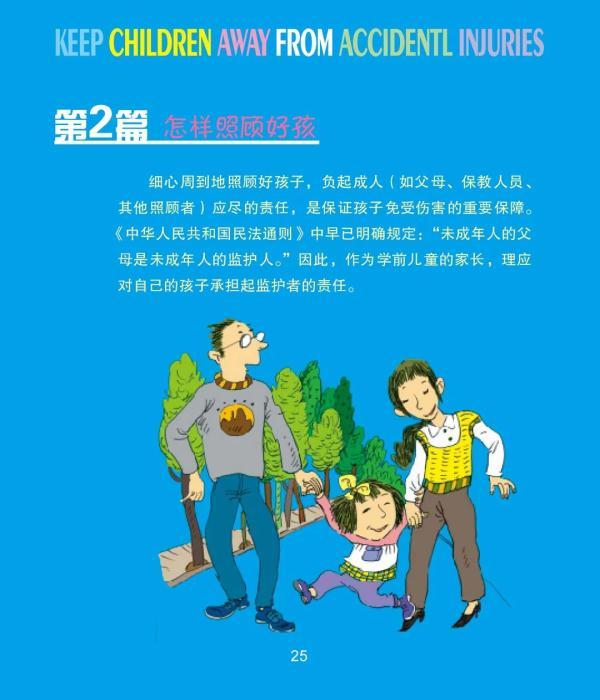 KEEP CHILDREN AWAY FROM ACCIDENTL INJURIES
第2篇 怎样照顾好孩
细心周到地照顾好孩子，负起成人（如父母、保教人员、
其他照顾者）应尽的责任，是保证孩子免受伤害的重要保障。
《中华人民共和国民法通则》中早已明确规定：“未成年人的父
母是未成年人的监护人。”因此，作为学前儿童的家长，理应
对自己的孩子承担起监护者的责任。
25